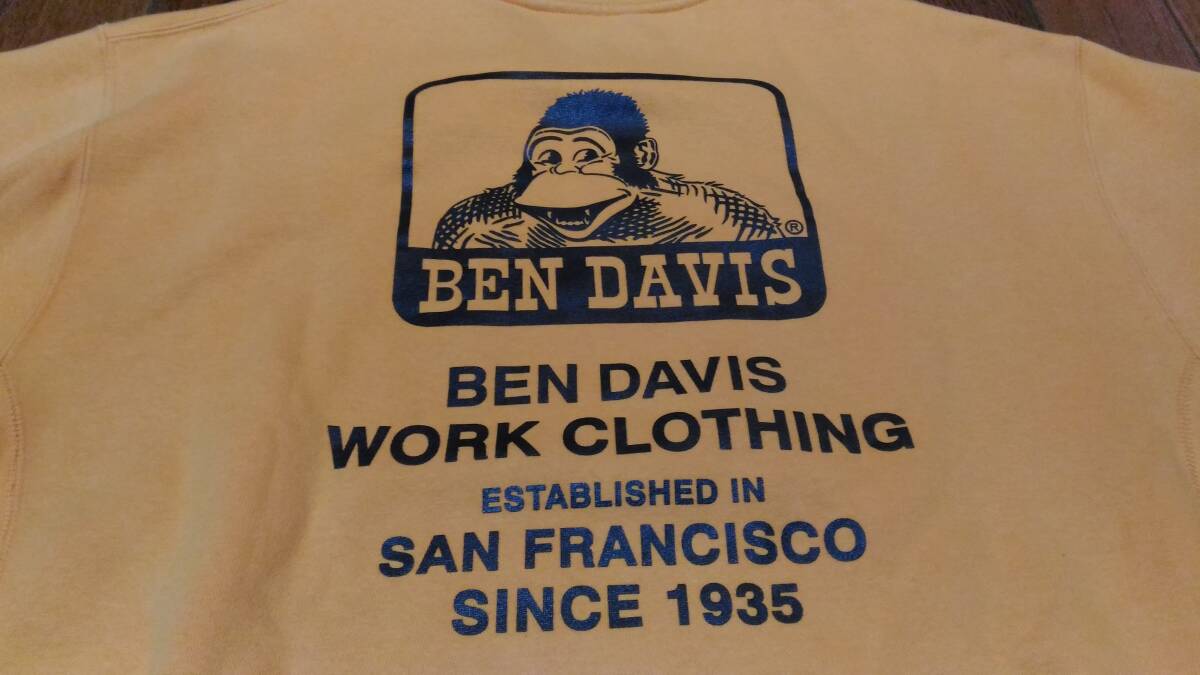 ®
BEN DAVIS
BEN DAVIS
WORK CLOTHING
ESTABLISHED IN
SAN FRANCISCO
SINCE 1935